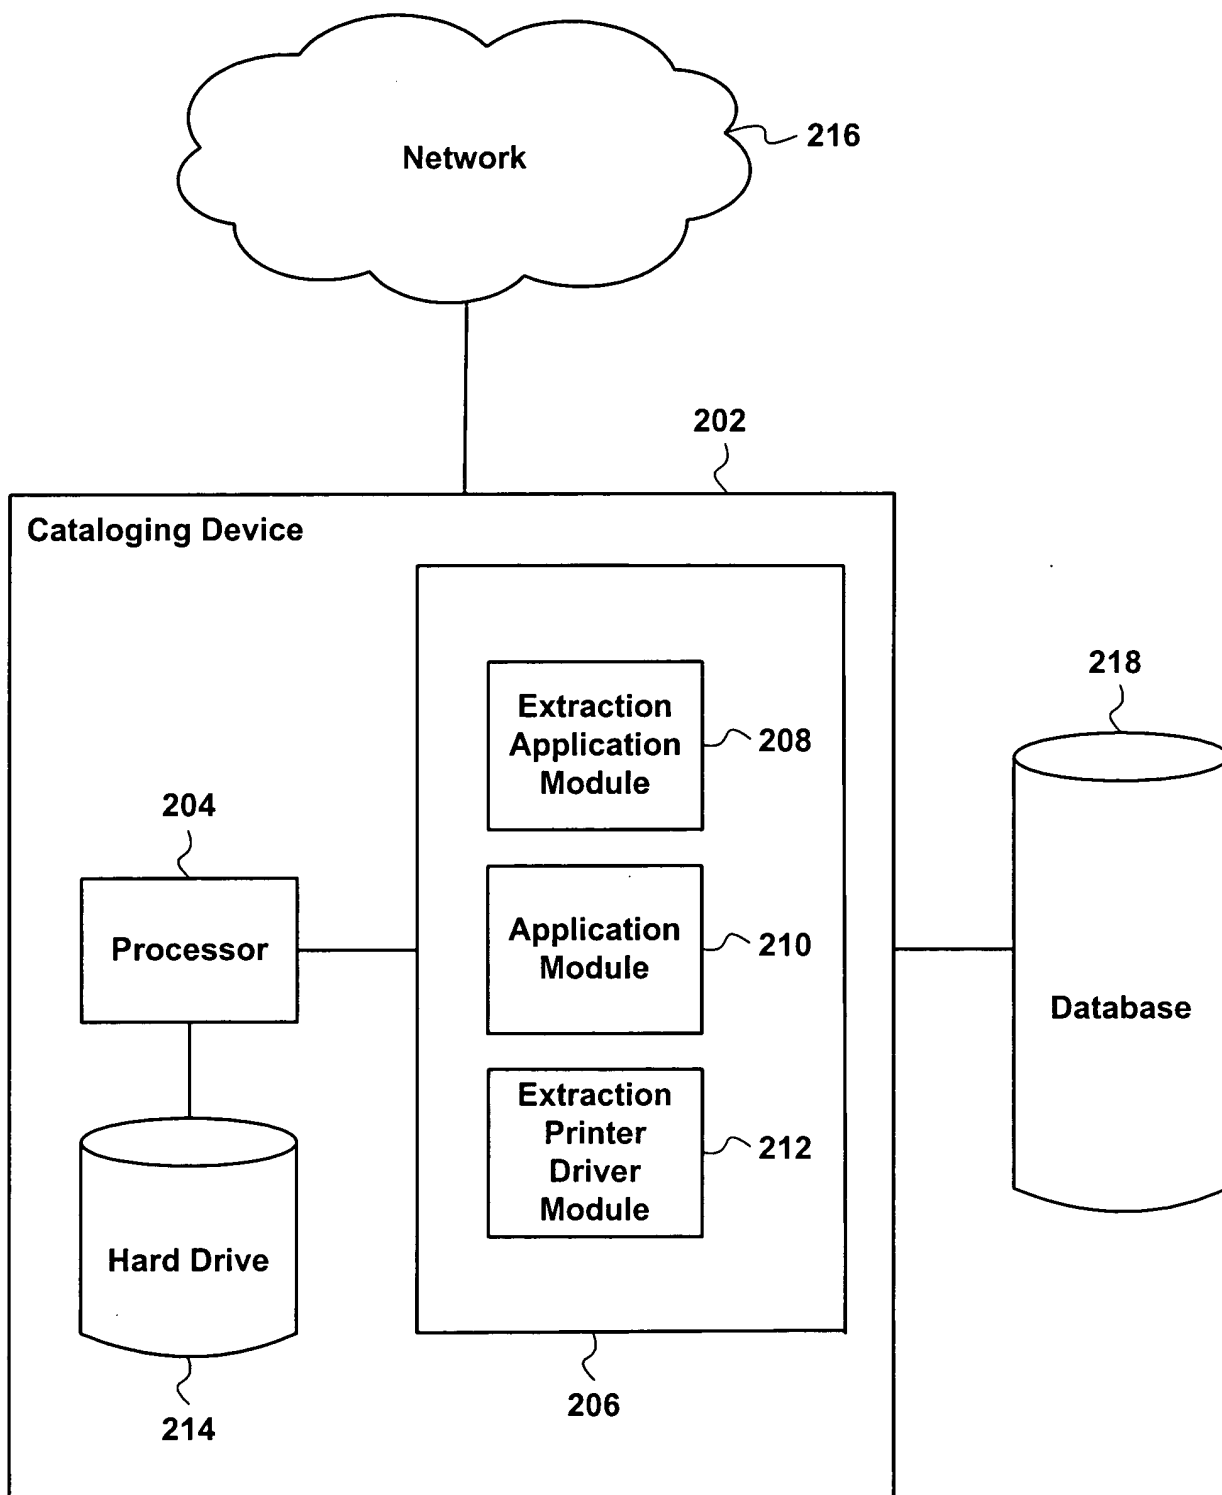 Network
216
202
Cataloging Device
218
Extraction
Application
Module
208
204
Processor
Application
Module
210
Database
Extraction
Printer
Driver
Module
212
Hard Drive
206
214